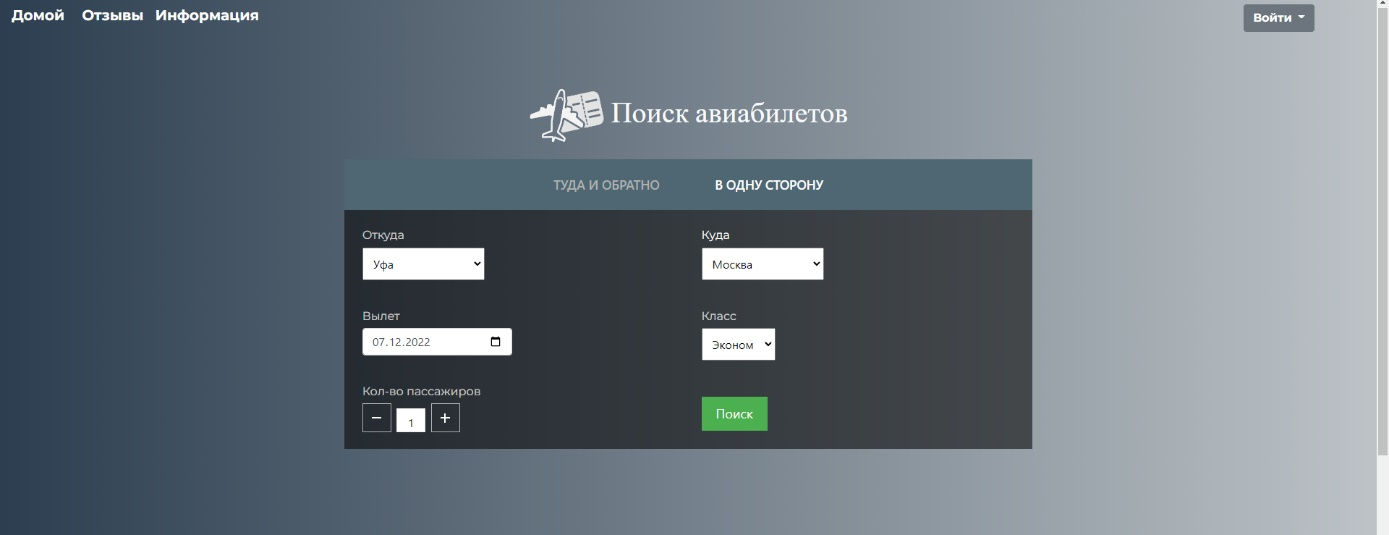 Домой Отзывы Информация Войти
Поиск авиабилетов
ТУДА И ОБРАТНО В ОДНУ СТОРОНУ
Откуда Куда
Уфа Москва
Вылет Класс
07.12.2022 Эконом
Кол-во пассажиров
− 1 + Поиск